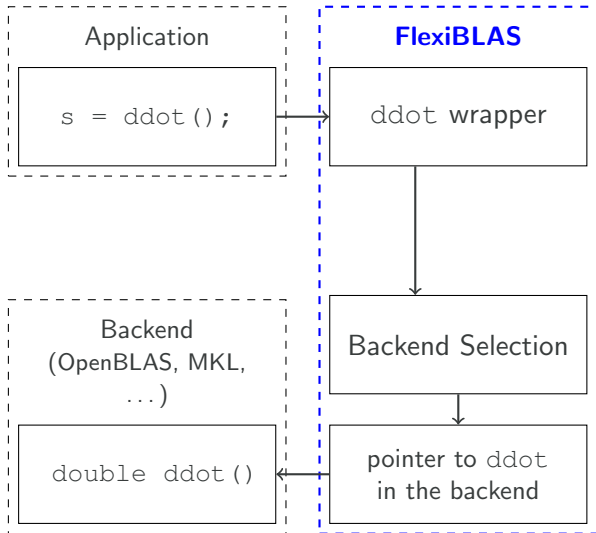 Application
FlexiBLAS
s = ddot();
ddot wrapper
Backend
(OpenBLAS, MKL,
...)
Backend Selection
double ddot()
pointer to ddot
in the backend